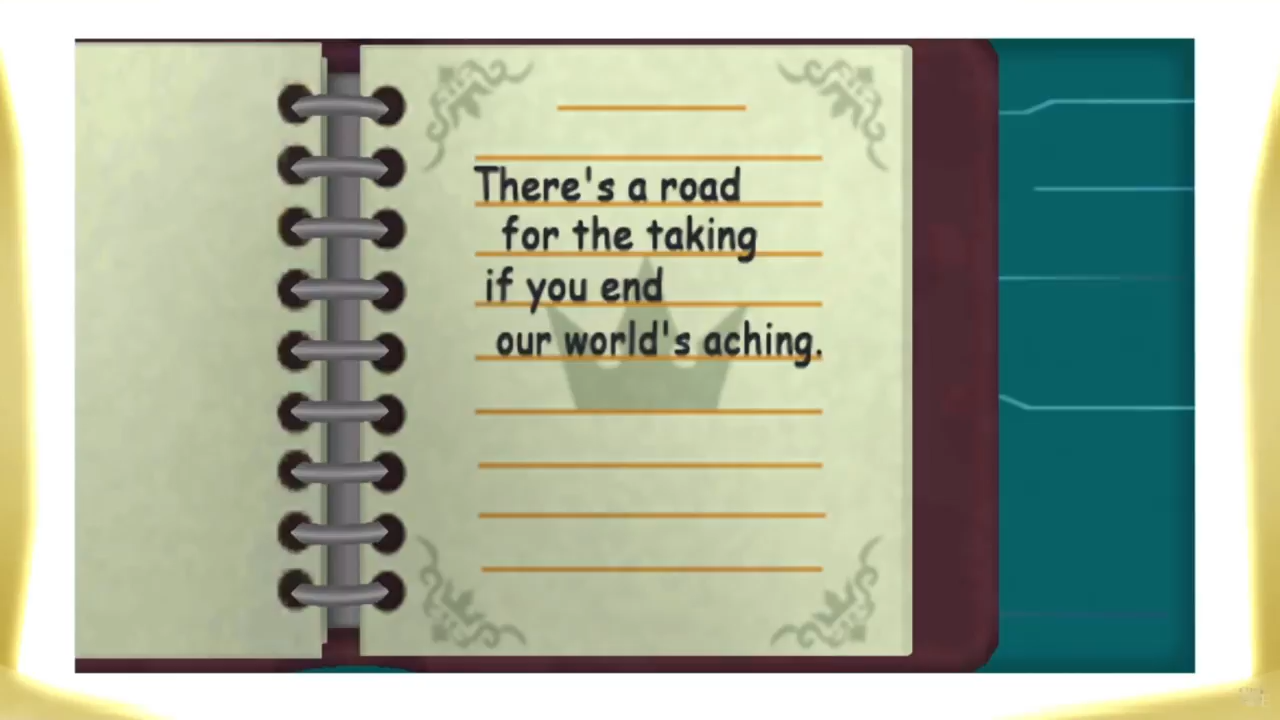 There's a road
for the taking
if you end
our world's aching.